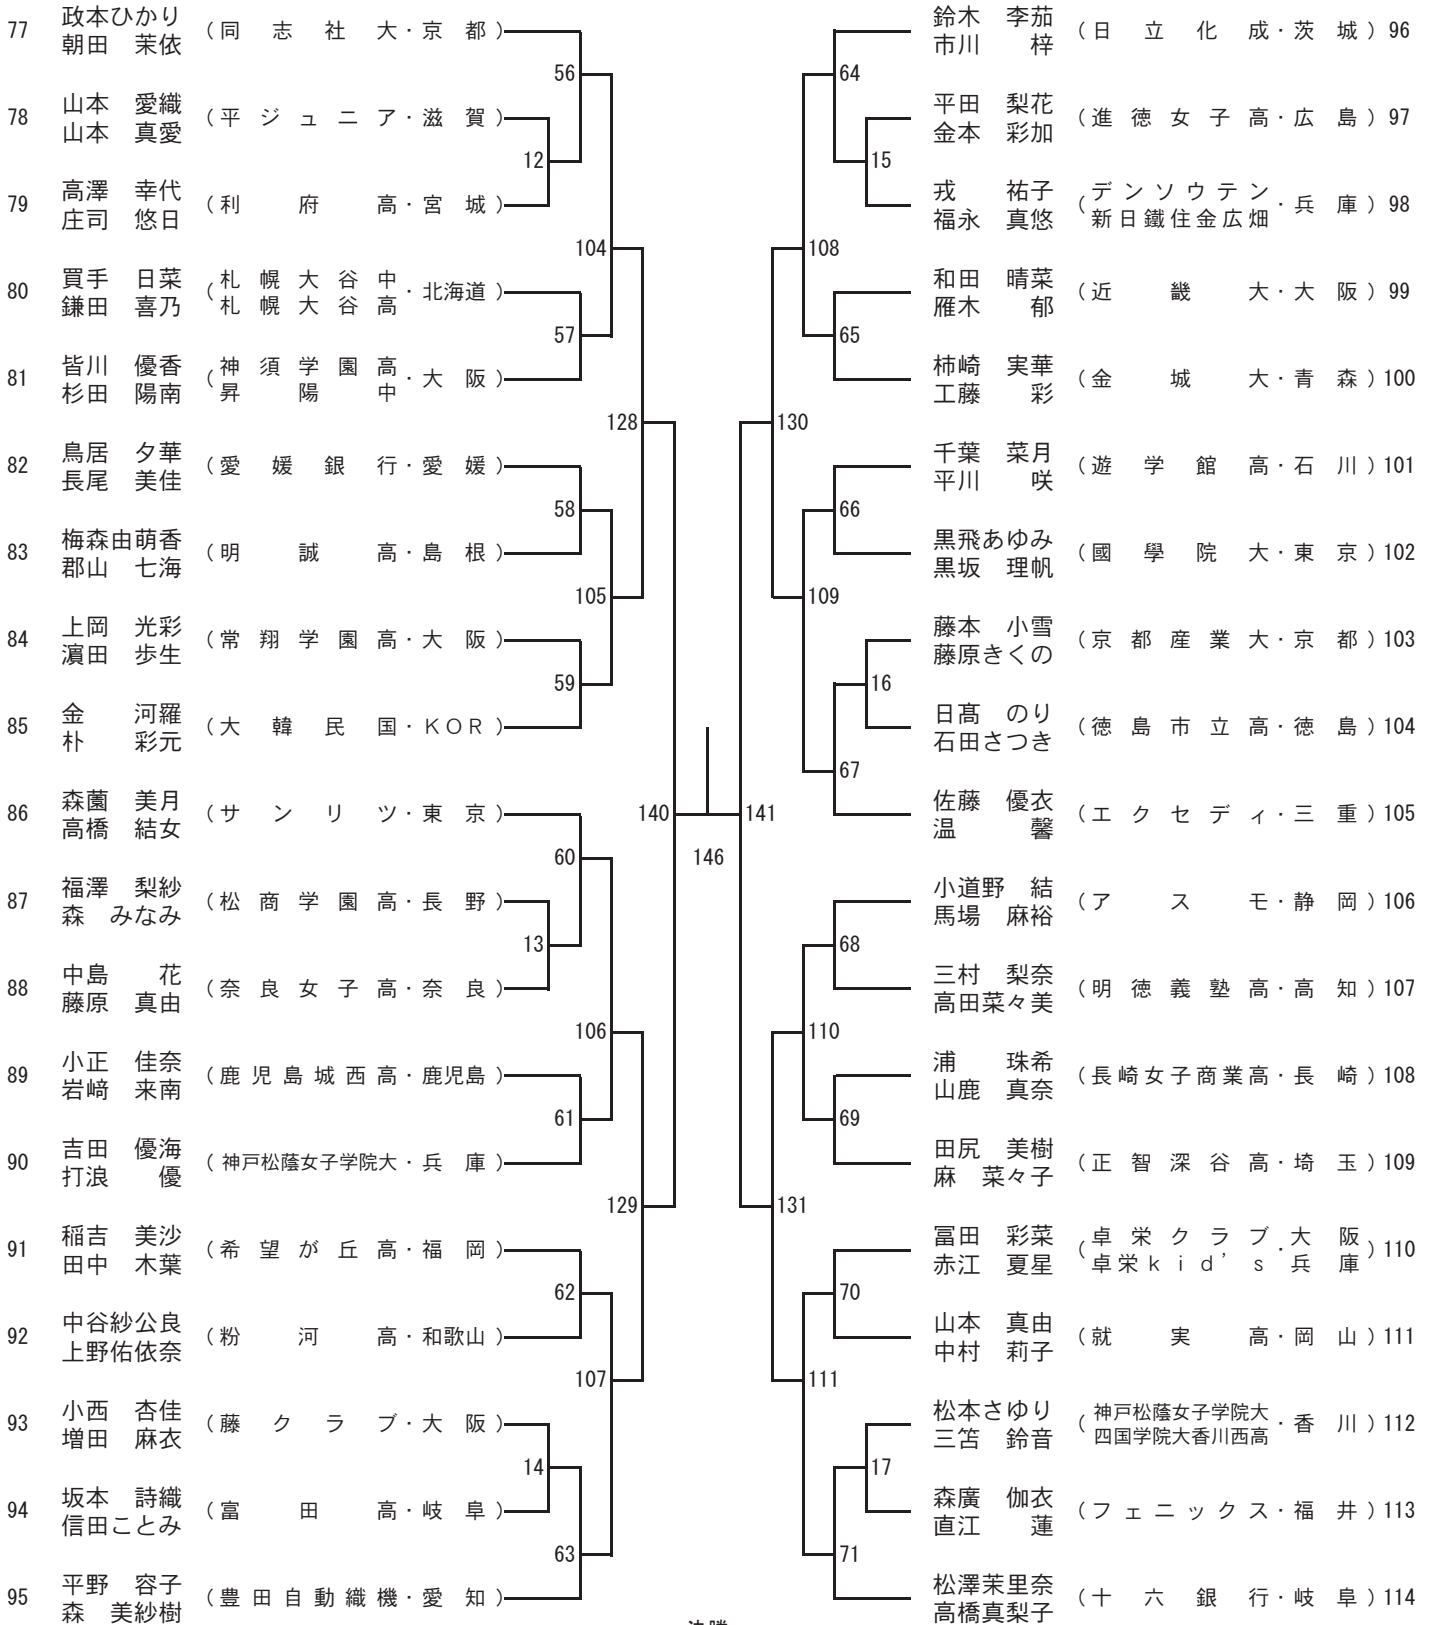 77 政本ひかり 朝田　茉依 (同志社大・京都)
56
78 山本　愛織 山本　真愛 (平ジュニア・滋賀)
12
79 高澤　幸代 庄司　悠日 (利府高・宮城)
104
80 買手　日菜 鎌田　喜乃 (札幌大谷中 札幌大谷高・北海道)
57
81 皆川　優香 杉田　陽南 (神須学園高 昇陽中・大阪)
128
82 鳥居　夕華 長尾　美佳 (愛媛銀行・愛媛)
58
83 梅森由萌香 郡山　七海 (明誠高・島根)
105
84 上岡　光彩 濵田　歩生 (常翔学園高・大阪)
59
85 金　河羅 朴　彩元 (大韓民国・ＫＯＲ)
86 森薗　美月 高橋　結女 (サンリツ・東京)
140
60
87 福澤　梨紗 森　みなみ (松商学園高・長野)
13
88 中島　花 藤原　真由 (奈良女子高・奈良)
106
89 小正　佳奈 岩﨑　来南 (鹿児島城西高・鹿児島)
61
90 吉田　優海 打浪　優 (神戸松蔭女子学院大・兵庫)
129
91 稲吉　美沙 田中　木葉 (希望が丘高・福岡)
62
92 中谷紗公良 上野佑依奈 (粉河高・和歌山)
107
93 小西　杏佳 増田　麻衣 (藤クラブ・大阪)
14
94 坂本　詩織 信田ことみ (富田高・岐阜)
63
95 平野　容子 森　美紗樹 (豊田自動織機・愛知)
146
鈴木　李茄 市川　梓 (日立化成・茨城) 96
64
平田　梨花 金本　彩加 (進徳女子高・広島) 97
15
戎　祐子 福永　真悠 (デンソウテン 新日鐵住金広畑・兵庫) 98
108
和田　晴菜 雁木　郁 (近畿大・大阪) 99
65
柿崎　実華 工藤　彩 (金城大・青森) 100
130
千葉　菜月 平川　咲 (遊学館高・石川) 101
66
黒飛あゆみ 黒坂　理帆 (國學院大・東京) 102
109
藤本　小雪 藤原きくの (京都産業大・京都) 103
16
日髙　のり 石田さつき (徳島市立高・徳島) 104
67
佐藤　優衣 温　馨 (エクセディ・三重) 105
141
小道野　結 馬場　麻裕 (アスモ・静岡) 106
68
三村　梨奈 高田菜々美 (明徳義塾高・高知) 107
110
浦　珠希 山鹿　真奈 (長崎女子商業高・長崎) 108
69
田尻　美樹 麻　菜々子 (正智深谷高・埼玉) 109
131
冨田　彩菜 赤江　夏星 (卓栄クラブ 卓栄ｋｉｄ’ｓ・大阪 兵庫) 110
70
山本　真由 中村　莉子 (就実高・岡山) 111
111
松本さゆり 三笘　鈴音 (神戸松蔭女子学院大 四国学院大香川西高・香川) 112
17
森廣　伽衣 直江　蓮 (フェニックス・福井) 113
71
松澤茉里奈 高橋真梨子 (十六銀行・岐阜) 114